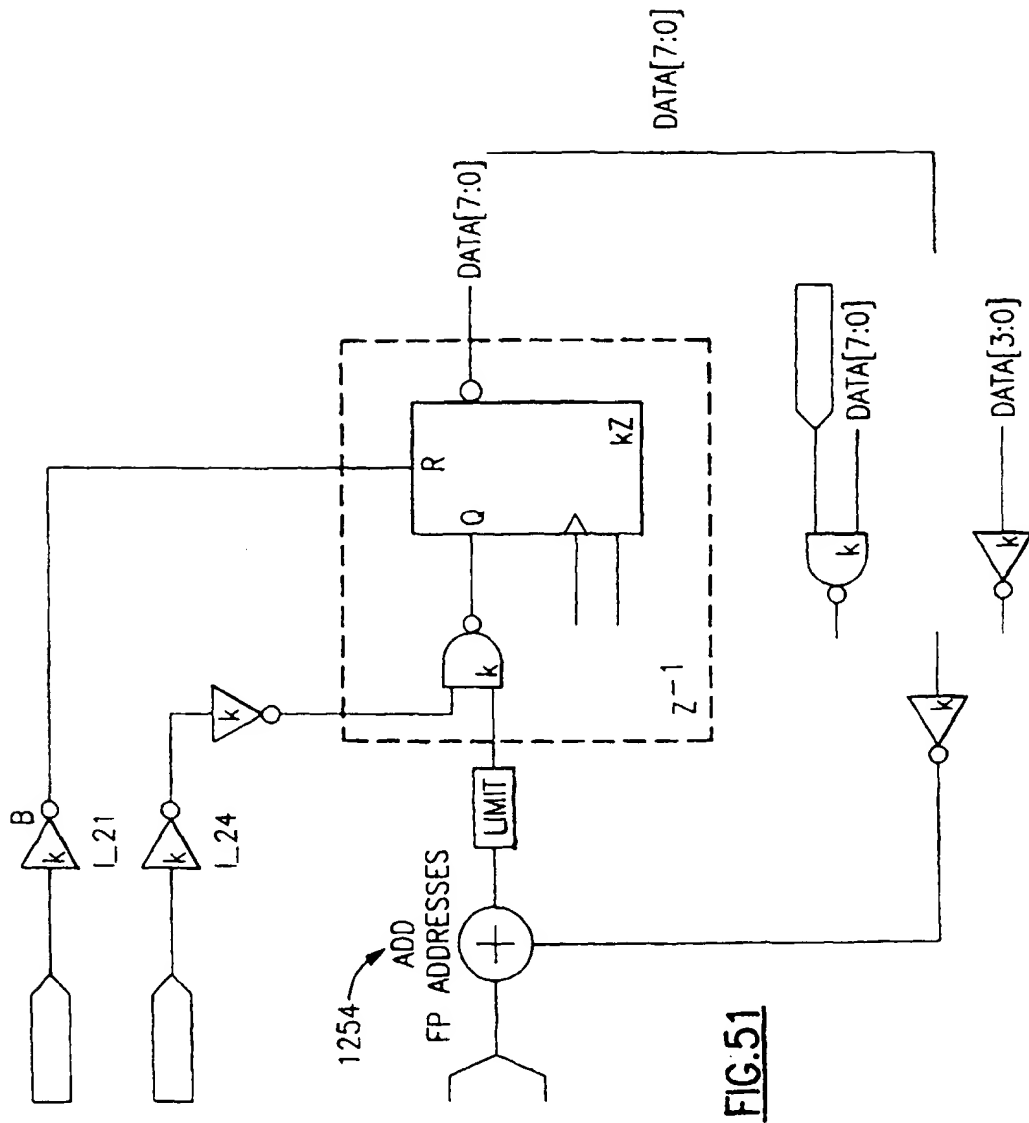 B
k
I_21
k
I_24
k
1254
ADD
FP ADDRESSES
LIMIT
k
Q
R
kZ
Z-1
DATA[7:0]
DATA[7:0]
k
DATA[7:0]
k
DATA[3:0]
k
FIG.51